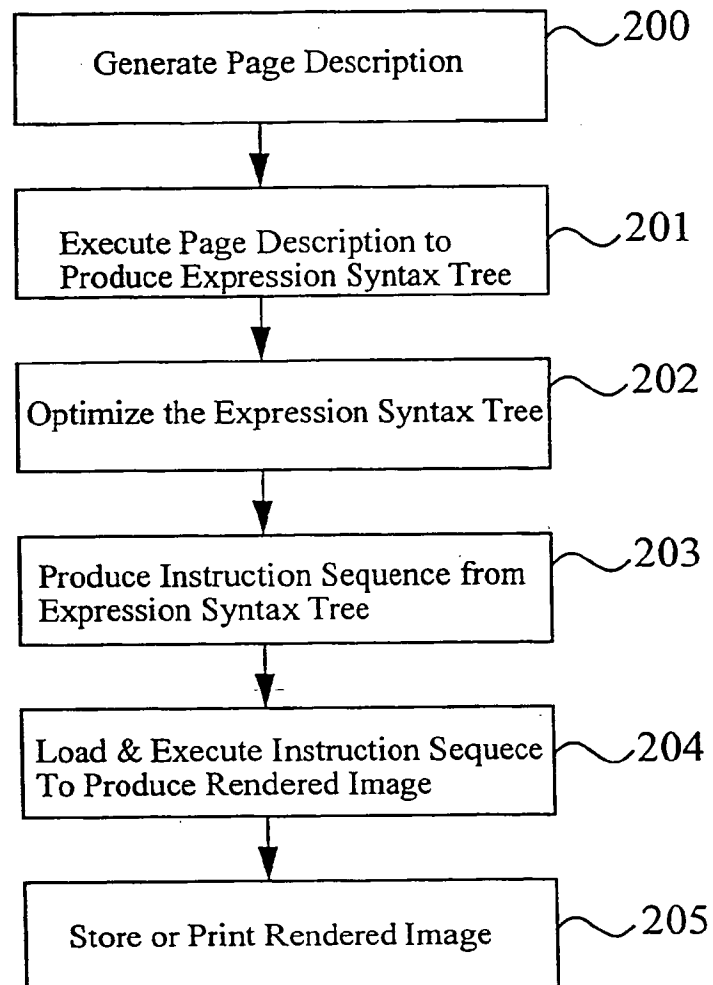 200
Generate Page Description
201
Execute Page Description to
Produce Expression Syntax Tree
202
Optimize the Expression Syntax Tree
203
Produce Instruction Sequence from
Expression Syntax Tree
204
Load & Execute Instruction Sequece
To Produce Rendered Image
205
Store or Print Rendered Image